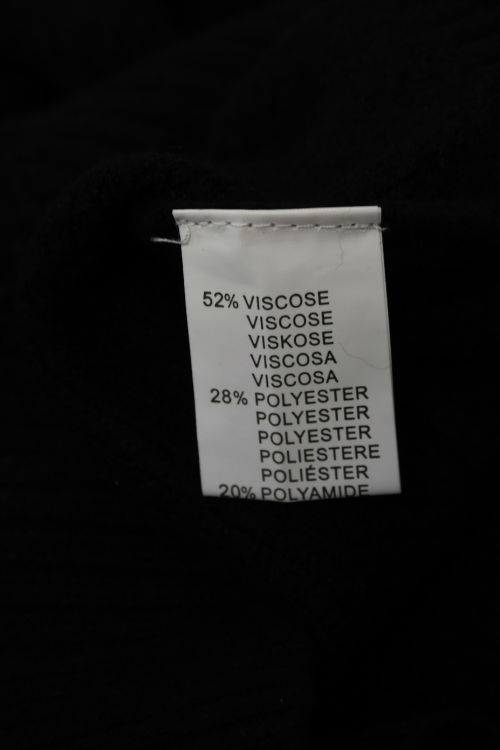 52% VISCOSE
VISCOSE
VISKOSE
VISCOSA
VISCOSA
28% POLYESTER
POLYESTER
POLYESTER
POLIESTERE
POLIÉSTER
20% POLYAMIDE